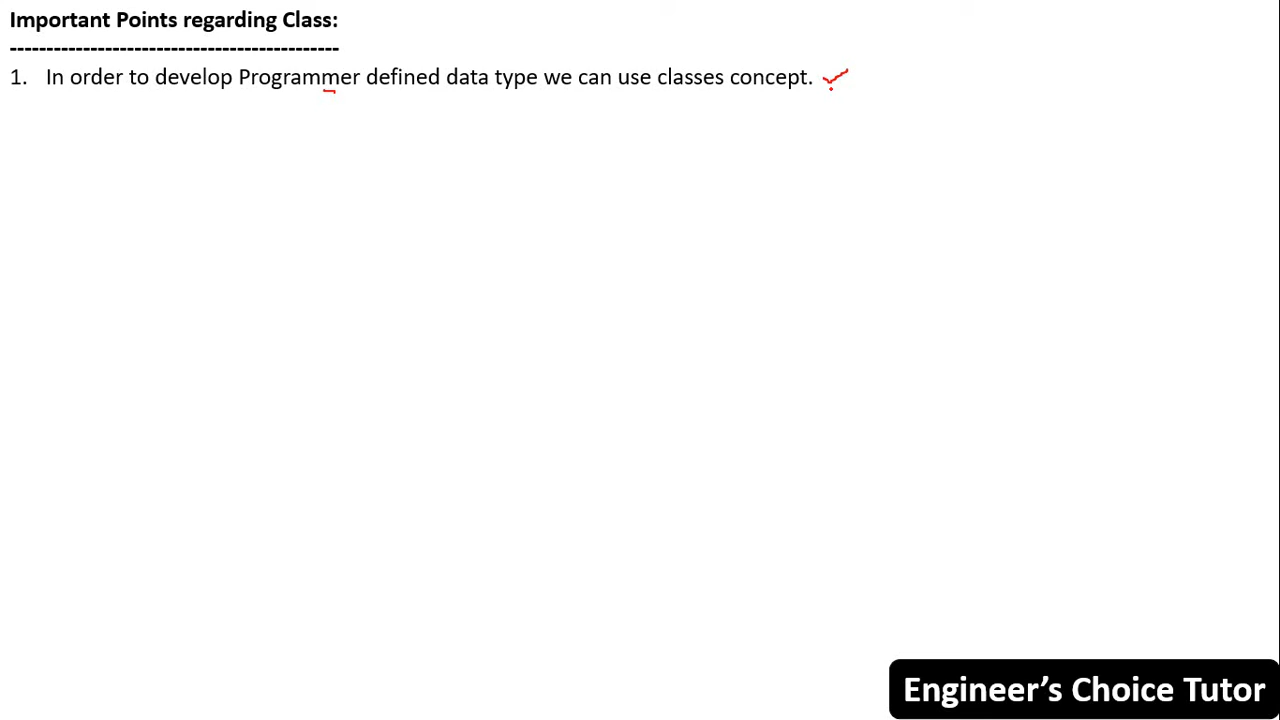 Important Points regarding Class:
---------------------------------------------
1. In order to develop Programmer defined data type we can use classes concept.
Engineer’s Choice Tutor